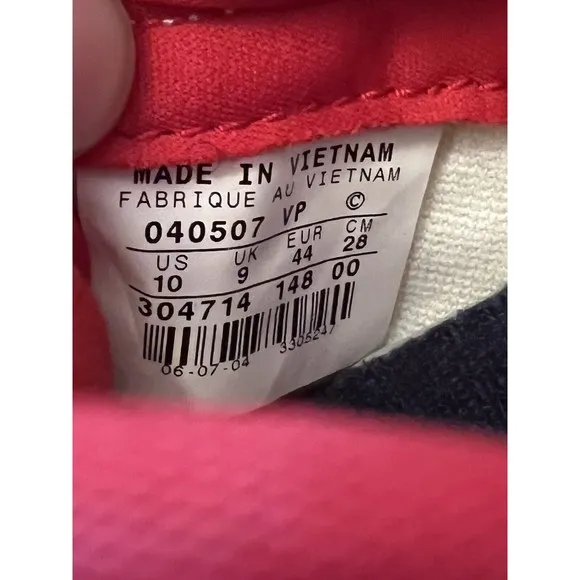 MADE IN VIETNAM
FABRIQUE AU VIETNAM
040507 VP ©
US UK EUR CM
10 9 44 28
304714 148 00
06-07-04 3305247